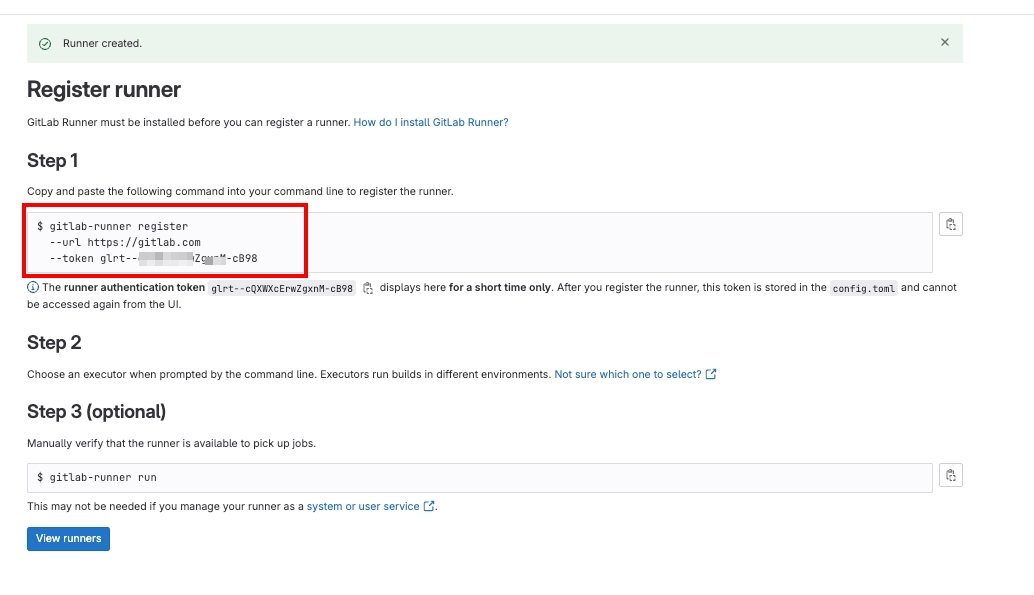 Runner created.
Register runner
GitLab Runner must be installed before you can register a runner. How do I install GitLab Runner?
Step 1
Copy and paste the following command into your command line to register the runner.
$ gitlab-runner register
--url https://gitlab.com
--token
The runner authentication token glrt--cQXWXcErwZgxnM-cB98 displays here for a short time only. After you register the runner, this token is stored in the config.toml and cannot
be accessed again from the UI.
Step 2
Choose an executor when prompted by the command line. Executors run builds in different environments. Not sure which one to select?
Step 3 (optional)
Manually verify that the runner is available to pick up jobs.
$ gitlab-runner run
This may not be needed if you manage your runner as a system or user service.
View runners